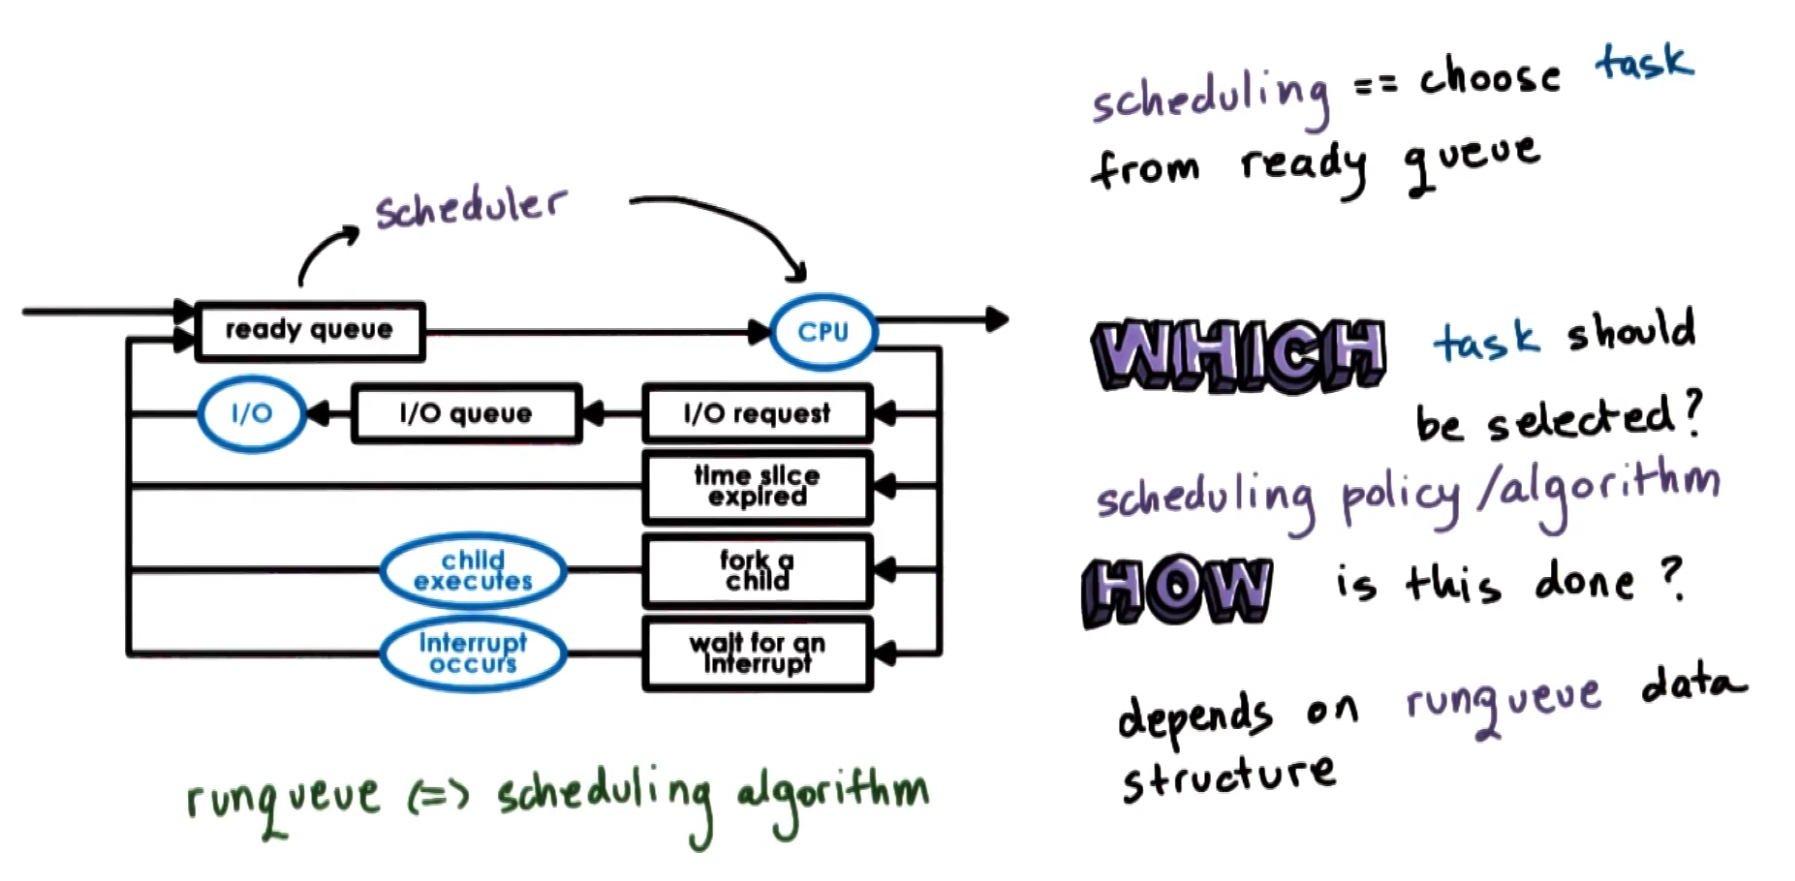 scheduling == choose task
from ready queue
scheduler
ready queue
CPU
I/O
I/O queue
I/O request
time slice
expired
child
executes
fork a
child
Interrupt
occurs
wait for an
Interrupt
runqueue <=> scheduling algorithm
WHICH task should
be selected?
scheduling policy/algorithm
HOW is this done?
depends on runqueue data
structure